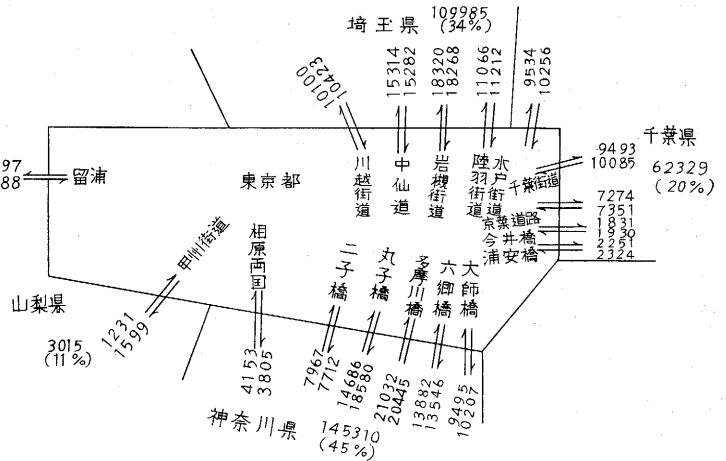 埼玉県
109985
(34%)
10100
10423
15314
15282
18320
18268
11066
11212
9534
10256
千葉県
62329
(20%)
9493
10085
7274
7351
1831
1930
2251
2324
97
88
留浦
東京都
川越街道
中仙道
岩槻街道
陸羽街道
水戸街道
千葉街道
京葉道路
今井橋
浦安橋
甲州街道
相原両国
二子橋
丸子橋
多摩川橋
六郷橋
大師橋
山梨県
3015
(11%)
1231
1599
4153
3805
7967
7712
14686
18580
21032
20445
13882
13546
9495
10207
神奈川県
145310
(45%)